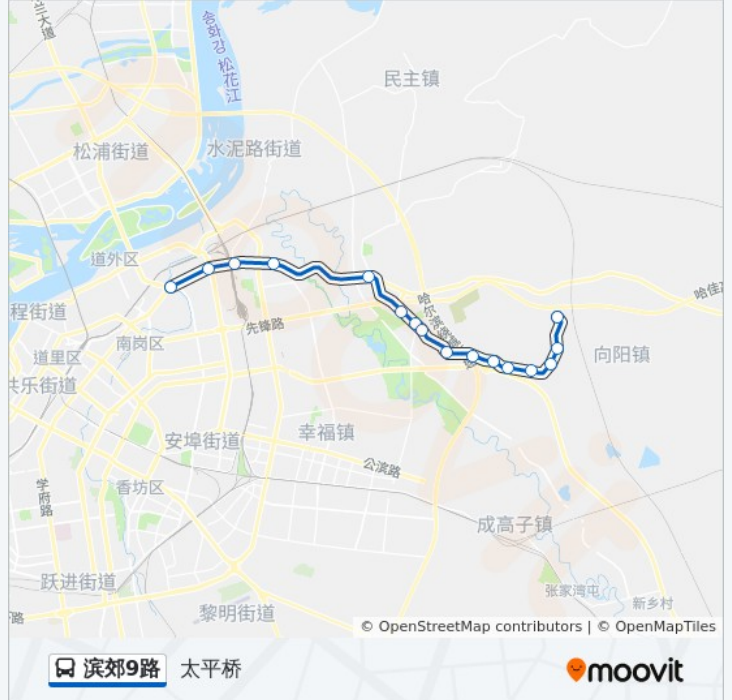 兰大道
송화강 松花江
民主镇
松浦街道
水泥路街道
道外区
程街道
哈佳
哈尔滨绕
先锋路
南岗区
道里区
向阳镇
共乐街道
安埠街道
幸福镇
公滨路
香坊区
学府路
成高子镇
跃进街道
张家湾屯
新乡村
黎明街道
路
© OpenStreetMap contributors | © OpenMapTiles
滨郊9路 太平桥
moovit